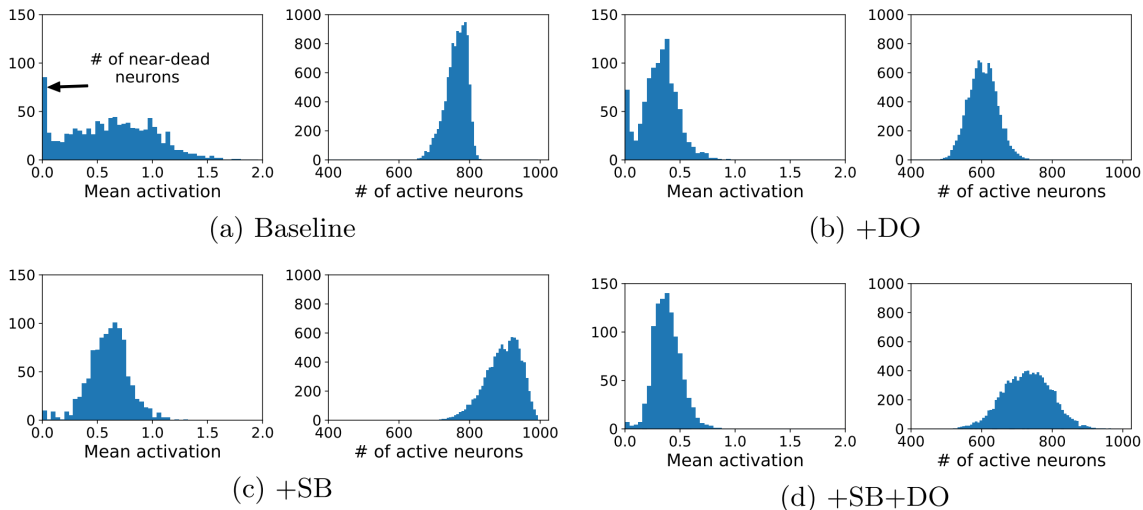 150
100
50
0
# of near-dead
neurons
0.0 0.5 1.0 1.5 2.0
Mean activation
1000
800
600
400
200
0
400 600 800 1000
# of active neurons
(a) Baseline
150
100
50
0
0.0 0.5 1.0 1.5 2.0
Mean activation
1000
800
600
400
200
0
400 600 800 1000
# of active neurons
(b) +DO
150
100
50
0
0.0 0.5 1.0 1.5 2.0
Mean activation
1000
800
600
400
200
0
400 600 800 1000
# of active neurons
(c) +SB
150
100
50
0
0.0 0.5 1.0 1.5 2.0
Mean activation
1000
800
600
400
200
0
400 600 800 1000
# of active neurons
(d) +SB+DO